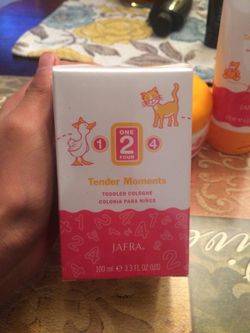 1
ONE
2
FOUR
4
Tender Moments
TODDLER COLOGNE
COLONIA PARA NIÑOS
JAFRA
100 ml ℮ 3.3 FL OZ (US)